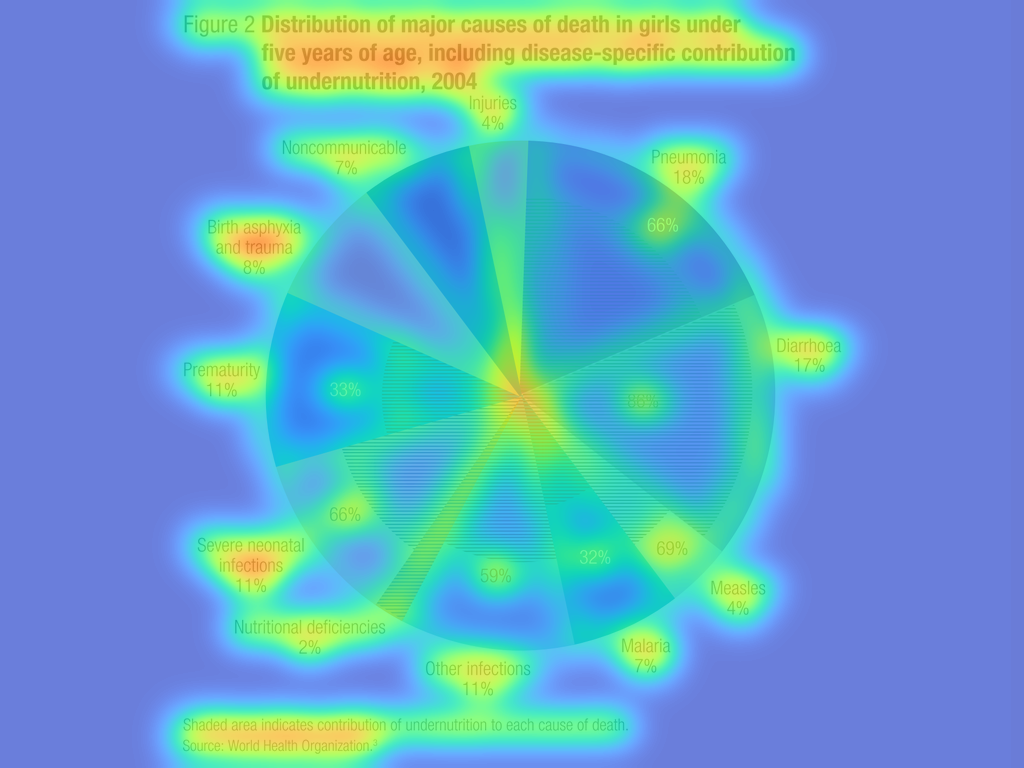 Figure 2 Distribution of major causes of death in girls under
five years of age, including disease-specific contribution
of undernutrition, 2004
Injuries
4%
Noncommunicable
7%
Pneumonia
18%
66%
Birth asphyxia
and trauma
8%
Diarrhoea
17%
Prematurity
11%
33%
66%
69%
32%
59%
Severe neonatal
infections
11%
Measles
4%
Nutritional deficiencies
2%
Malaria
7%
Other infections
11%
Shaded area indicates contribution of undernutrition to each cause of death.
Source: World Health Organization.³